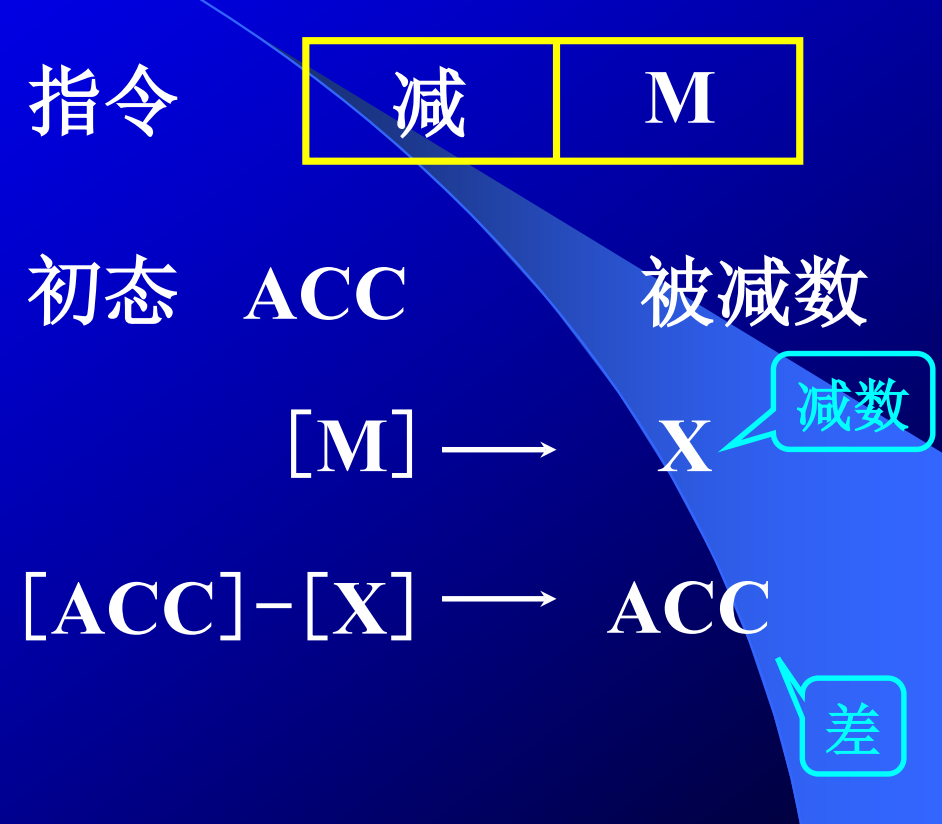 指令 减 M
初态 ACC 被减数
[M] → X 减数
[ACC]-[X] → ACC
差